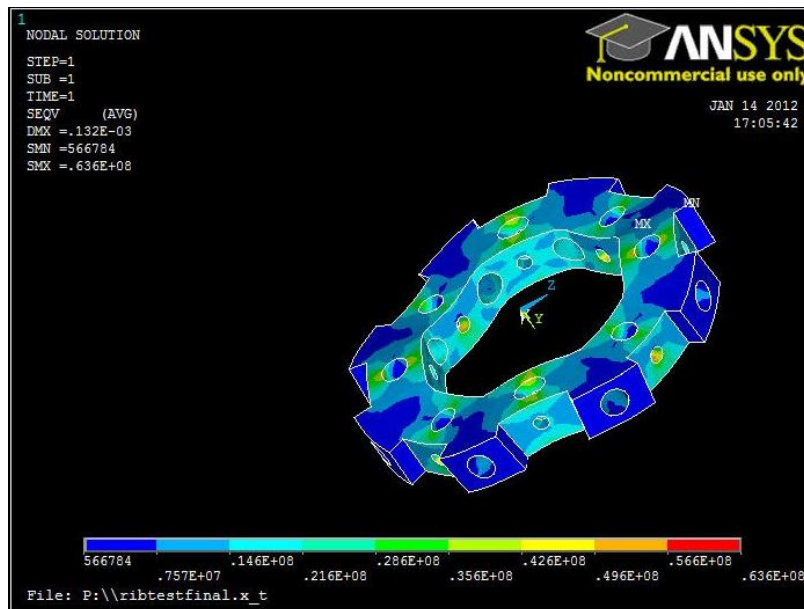 1
NODAL SOLUTION
STEP=1
SUB =1
TIME=1
SEQV (AVG)
DMX =.132E-03
SMN =566784
SMX =.636E+08
ANSYS
Noncommercial use only
JAN 14 2012
17:05:42
MN
MX
Z
Y
566784 .146E+08 .286E+08 .426E+08 .566E+08
.757E+07 .216E+08 .356E+08 .496E+08 .636E+08
File: P:\\ribtestfinal.x_t